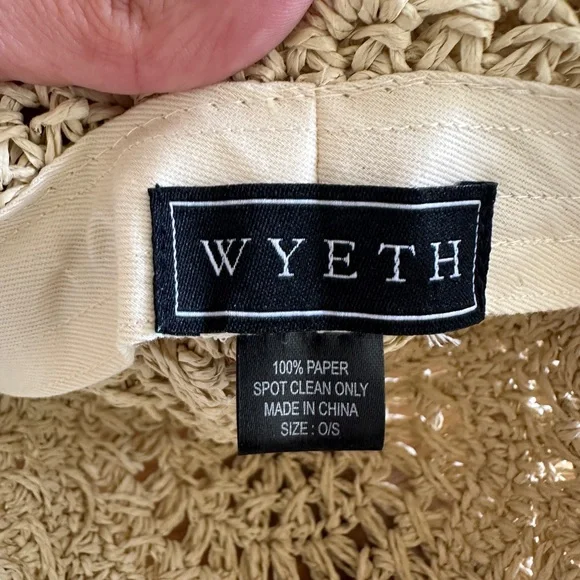 WYETH
100% PAPER
SPOT CLEAN ONLY
MADE IN CHINA
SIZE : O/S